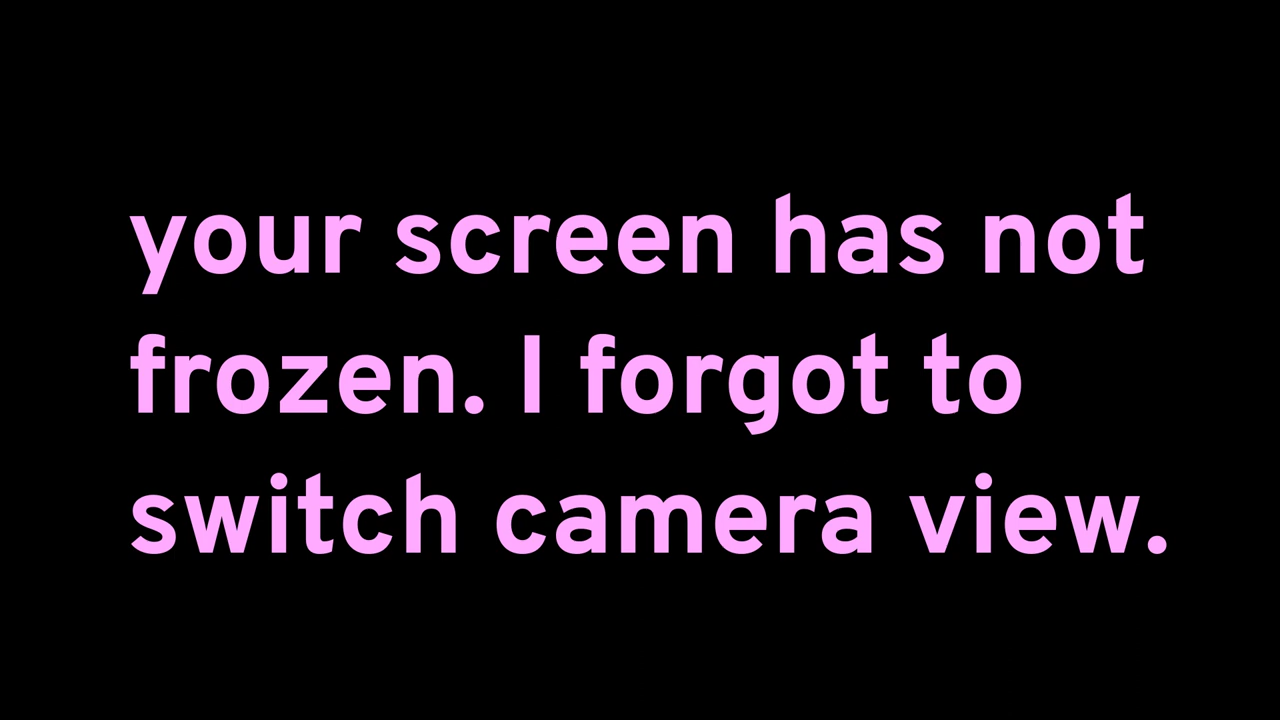 your screen has not
frozen. I forgot to
switch camera view.